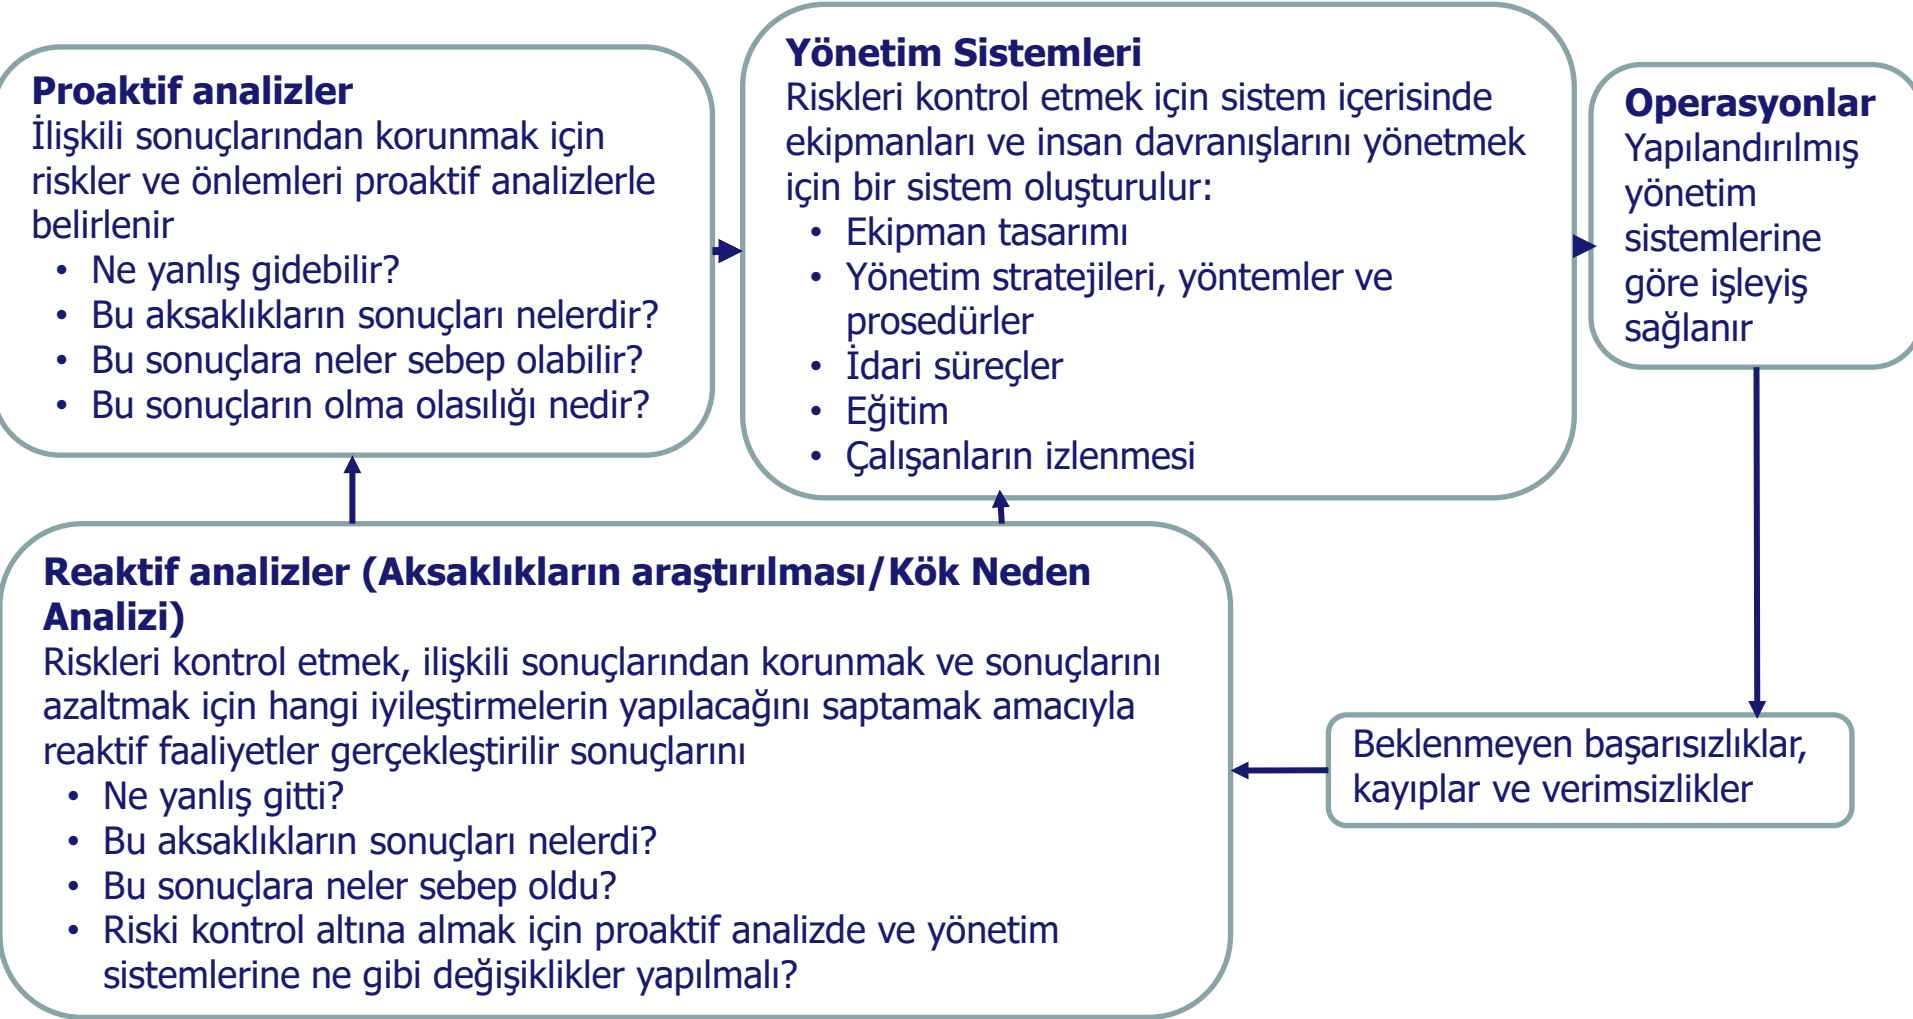 Proaktif analizler
İlişkili sonuçlarından korunmak için
riskler ve önlemleri proaktif analizlerle
belirlenir
• Ne yanlış gidebilir?
• Bu aksaklıkların sonuçları nelerdir?
• Bu sonuçlara neler sebep olabilir?
• Bu sonuçların olma olasılığı nedir?
Yönetim Sistemleri
Riskleri kontrol etmek için sistem içerisinde
ekipmanları ve insan davranışlarını yönetmek
için bir sistem oluşturulur:
• Ekipman tasarımı
• Yönetim stratejileri, yöntemler ve
prosedürler
• İdari süreçler
• Eğitim
• Çalışanların izlenmesi
Operasyonlar
Yapılandırılmış
yönetim
sistemlerine
göre işleyiş
sağlanır
Beklenmeyen başarısızlıklar,
kayıplar ve verimsizlikler
Reaktif analizler (Aksaklıkların araştırılması/Kök Neden
Analizi)
Riskleri kontrol etmek, ilişkili sonuçlarından korunmak ve sonuçlarını
azaltmak için hangi iyileştirmelerin yapılacağını saptamak amacıyla
reaktif faaliyetler gerçekleştirilir sonuçlarını
• Ne yanlış gitti?
• Bu aksaklıkların sonuçları nelerdi?
• Bu sonuçlara neler sebep oldu?
• Riski kontrol altına almak için proaktif analizde ve yönetim
sistemlerine ne gibi değişiklikler yapılmalı?